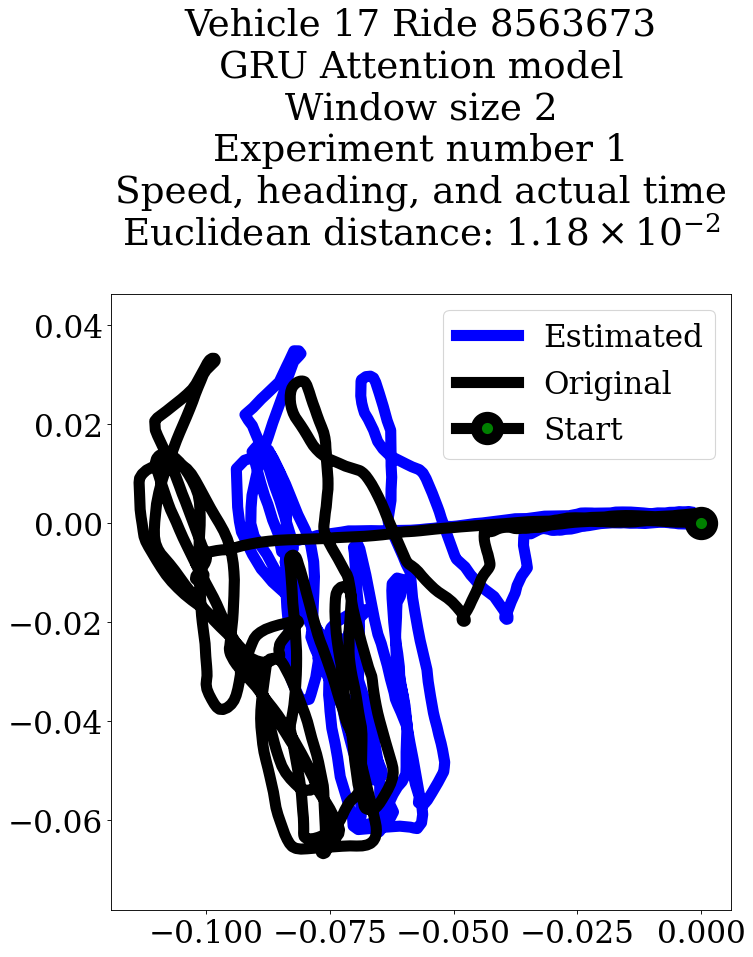 Vehicle 17 Ride 8563673
GRU Attention model
Window size 2
Experiment number 1
Speed, heading, and actual time
Euclidean distance: 1.18 × 10⁻²
Estimated
Original
Start
0.04
0.02
0.00
−0.02
−0.04
−0.06
−0.100 −0.075 −0.050 −0.025 0.000